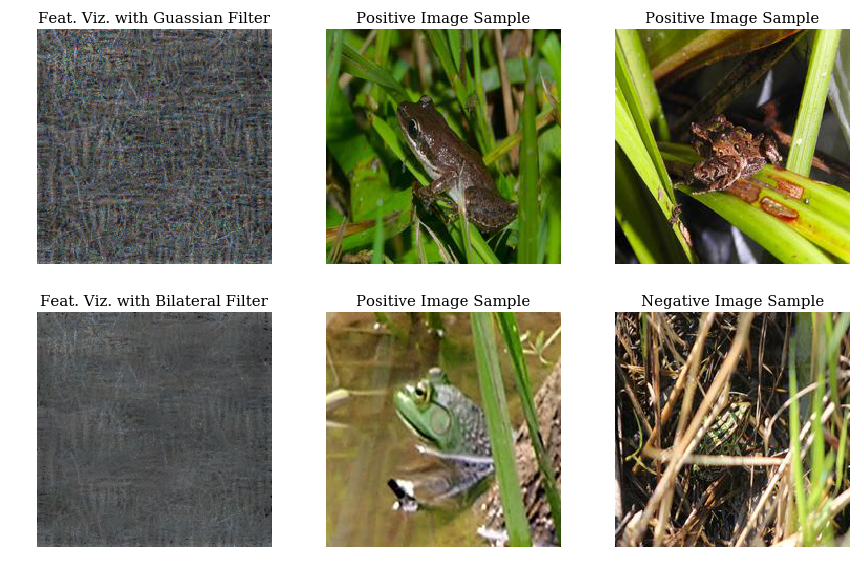 Feat. Viz. with Guassian Filter
Positive Image Sample
Positive Image Sample
Feat. Viz. with Bilateral Filter
Positive Image Sample
Negative Image Sample